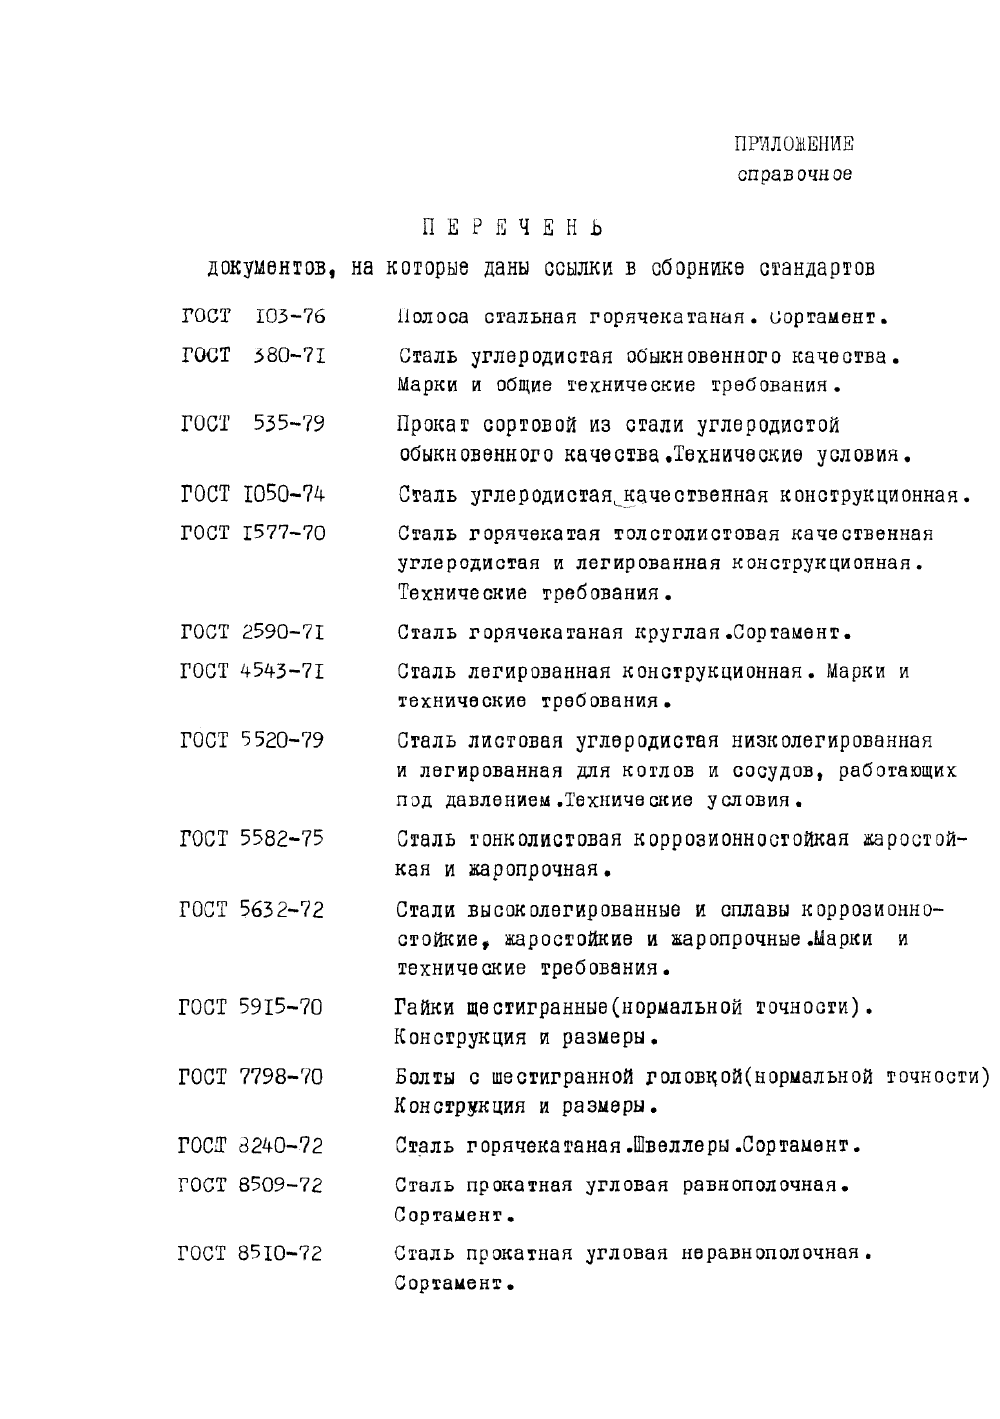 ПРИЛОЖЕНИЕ
справочное
П Е Р Е Ч Е Н Ь
документов, на которые даны ссылки в сборнике стандартов
ГОСТ 103-76 Полоса стальная горячекатаная. Сортамент.
ГОСТ 380-71 Сталь углеродистая обыкновенного качества.
Марки и общие технические требования.
ГОСТ 535-79 Прокат сортовой из стали углеродистой
обыкновенного качества.Технические условия.
ГОСТ 1050-74 Сталь углеродистая качественная конструкционная.
ГОСТ 1577-70 Сталь горячекатая толстолистовая качественная
углеродистая и легированная конструкционная.
Технические требования.
ГОСТ 2590-71 Сталь горячекатаная круглая.Сортамент.
ГОСТ 4543-71 Сталь легированная конструкционная. Марки и
технические требования.
ГОСТ 5520-79 Сталь листовая углеродистая низколегированная
и легированная для котлов и сосудов, работающих
под давлением.Технические условия.
ГОСТ 5582-75 Сталь тонколистовая коррозионностойкая жаростой-
кая и жаропрочная.
ГОСТ 5632-72 Стали высоколегированные и сплавы коррозионно-
стойкие, жаростойкие и жаропрочные.Марки и
технические требования.
ГОСТ 5915-70 Гайки щестигранные(нормальной точности).
Конструкция и размеры.
ГОСТ 7798-70 Болты с шестигранной головкой(нормальной точности)
Конструкция и размеры.
ГОСТ 8240-72 Сталь горячекатаная.Швеллеры.Сортамент.
ГОСТ 8509-72 Сталь прокатная угловая равнополочная.
Сортамент.
ГОСТ 8510-72 Сталь прокатная угловая неравнополочная.
Сортамент.